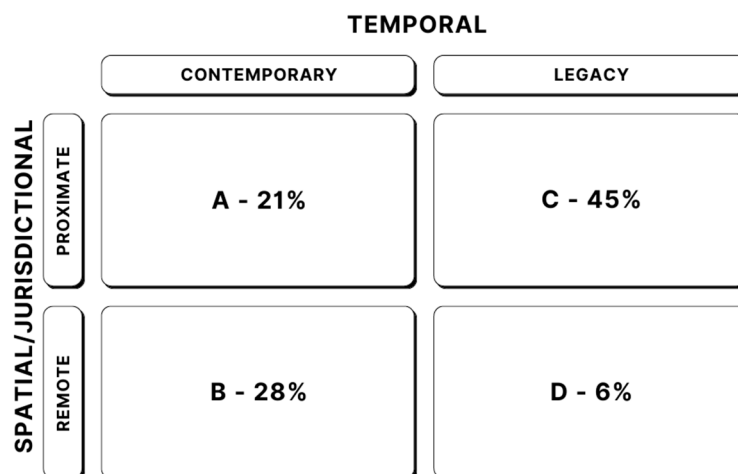 TEMPORAL
CONTEMPORARY
LEGACY
SPATIAL/JURISDICTIONAL
PROXIMATE
A - 21%
C - 45%
REMOTE
B - 28%
D - 6%